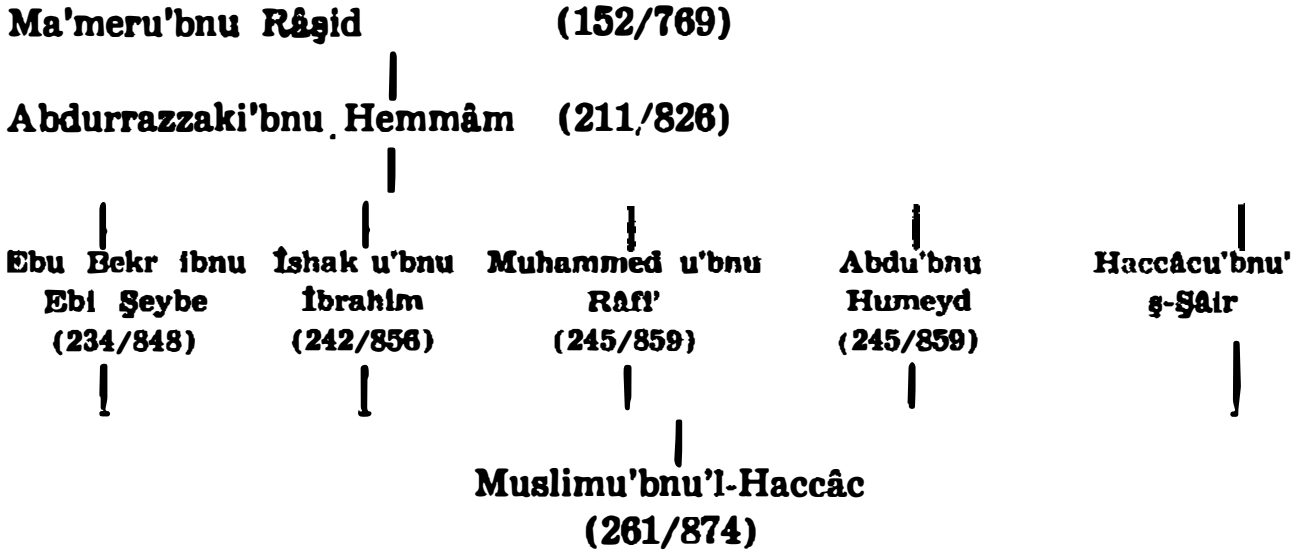 Ma'meru'bnu Râşid (152/769)
Abdurrazzaki'bnu Hemmâm (211/826)
Ebu Bekr ibnu Îshak u'bnu Muhammed u'bnu Abdu'bnu Haccâcu'bnu'
Ebi Şeybe İbrahim Râfi' Humeyd ş-Şâir
(234/848) (242/856) (245/859) (245/859)
Muslimu'bnu'l-Haccâc
(261/874)